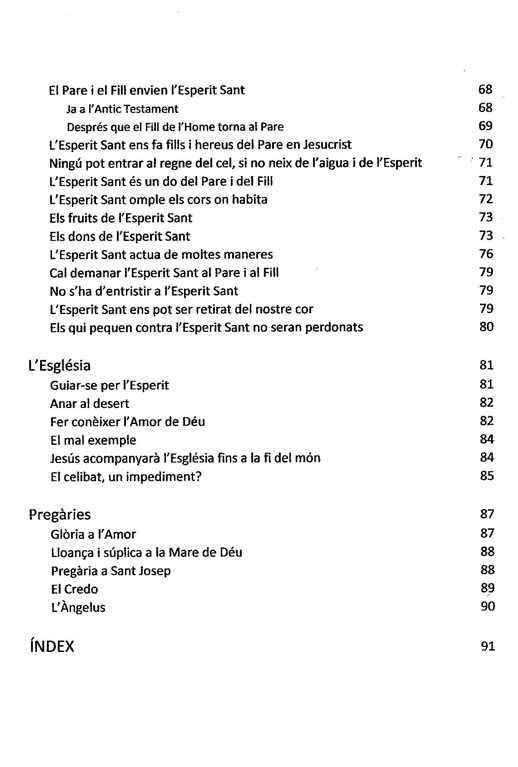 El Pare i el Fill envien l'Esperit Sant 68
Ja a l'Antic Testament 68
Després que el Fill de l'Home torna al Pare 69
L'Esperit Sant ens fa fills i hereus del Pare en Jesucrist 70
Ningú pot entrar al regne del cel, si no neix de l'aigua i de l'Esperit 71
L'Esperit Sant és un do del Pare i del Fill 71
L'Esperit Sant omple els cors on habita 72
Els fruits de l'Esperit Sant 73
Els dons de l'Esperit Sant 73
L'Esperit Sant actua de moltes maneres 76
Cal demanar l'Esperit Sant al Pare i al Fill 79
No s'ha d'entristir a l'Esperit Sant 79
L'Esperit Sant ens pot ser retirat del nostre cor 79
Els qui pequen contra l'Esperit Sant no seran perdonats 80
L'Església 81
Guiar-se per l'Esperit 81
Anar al desert 82
Fer conèixer l'Amor de Déu 82
El mal exemple 84
Jesús acompanyarà l'Església fins a la fi del món 84
El celibat, un impediment? 85
Pregàries 87
Glòria a l'Amor 87
Lloança i súplica a la Mare de Déu 88
Pregària a Sant Josep 88
El Credo 89
L'Àngelus 90
ÍNDEX 91